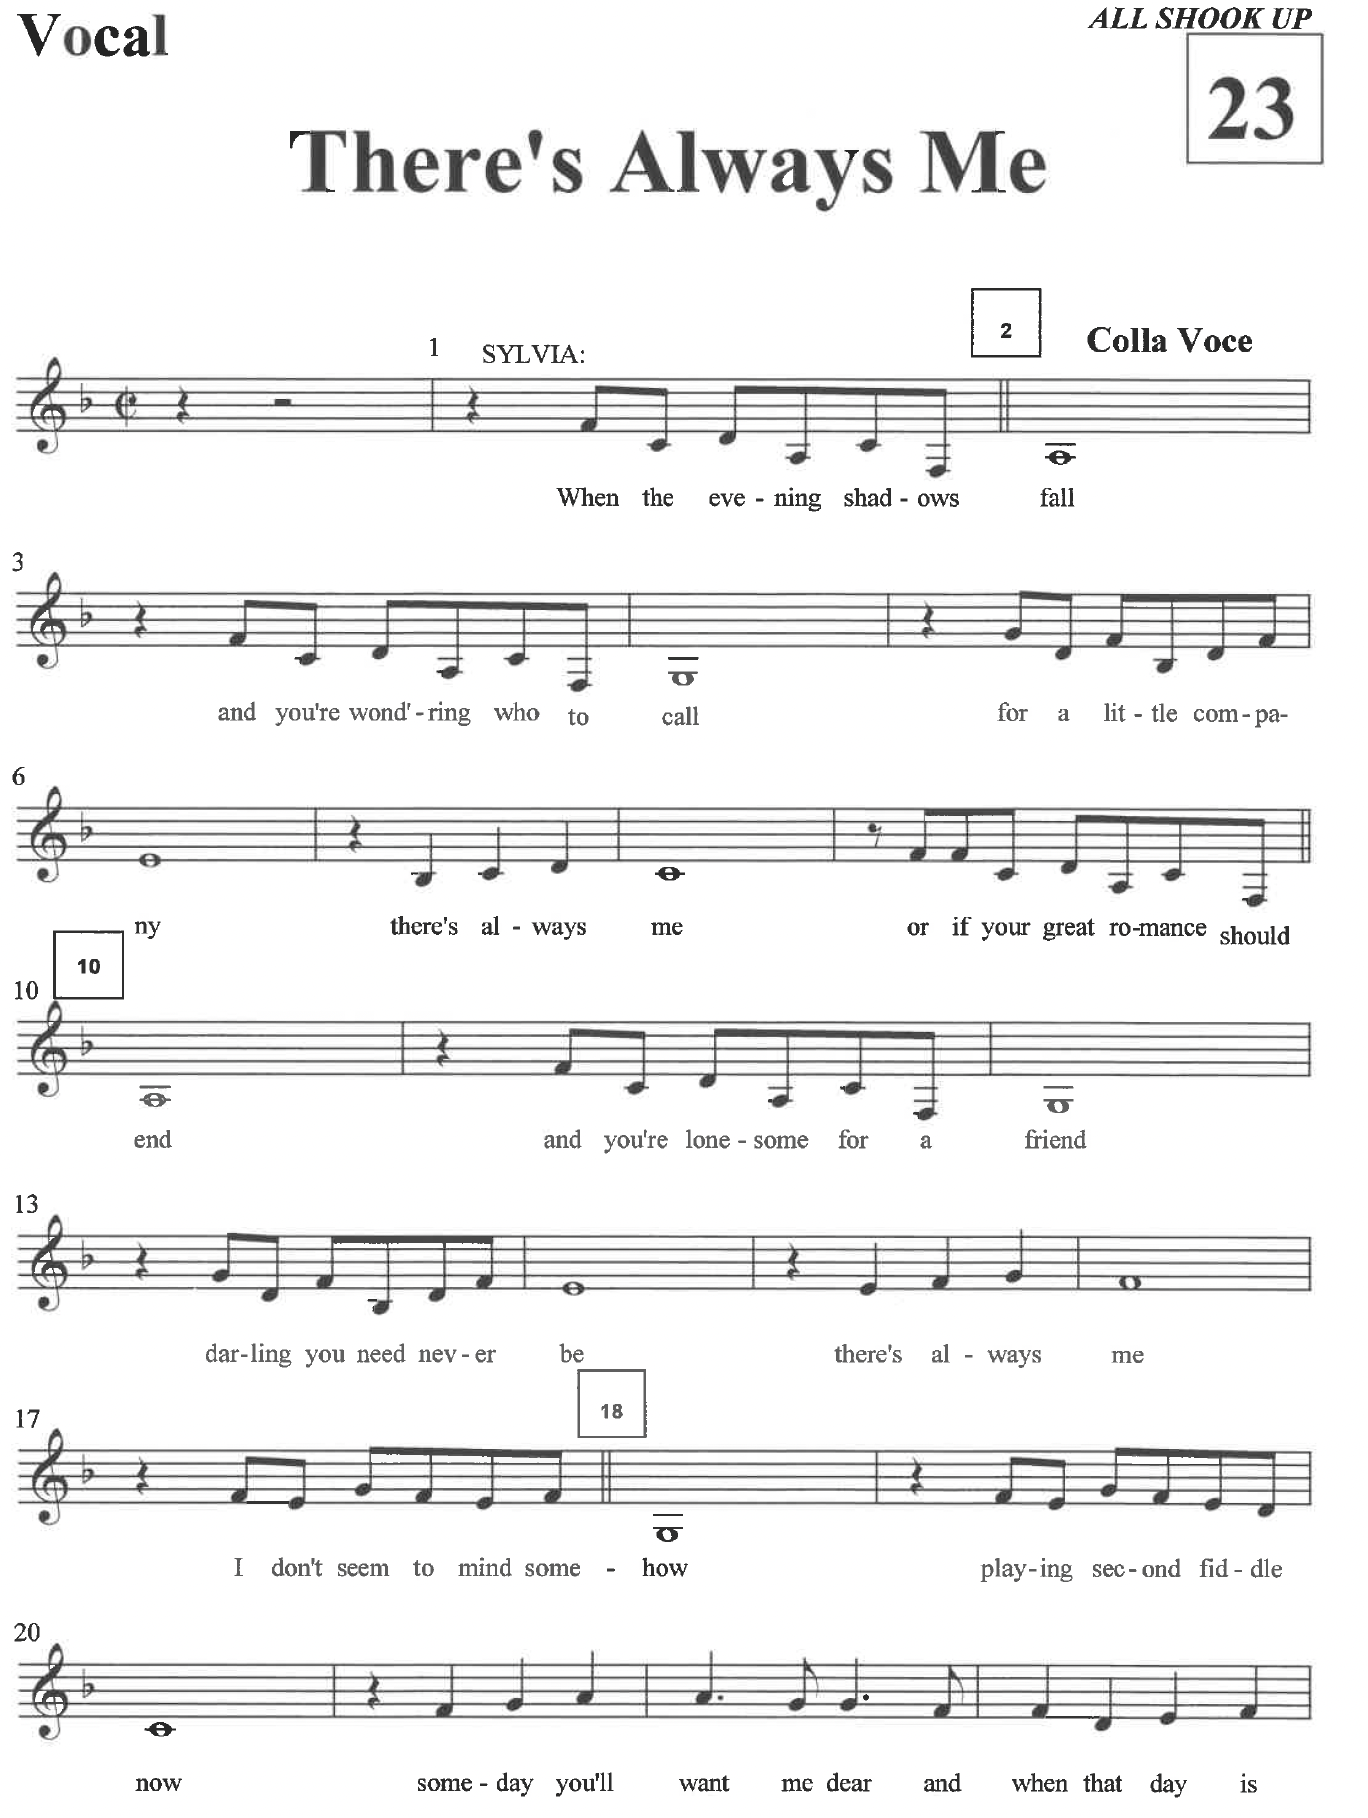 Vocal
ALL SHOOK UP
23
There's Always Me
2
Colla Voce
1
SYLVIA:
When the eve - ning shad - ows fall
3
and you're wond' - ring who to call for a lit - tle com - pa-
6
ny there's al - ways me or if your great ro-mance should
10
10
end and you're lone - some for a friend
13
dar-ling you need nev - er be there's al - ways me
18
17
I don't seem to mind some - how play-ing sec - ond fid - dle
20
now some - day you'll want me dear and when that day is